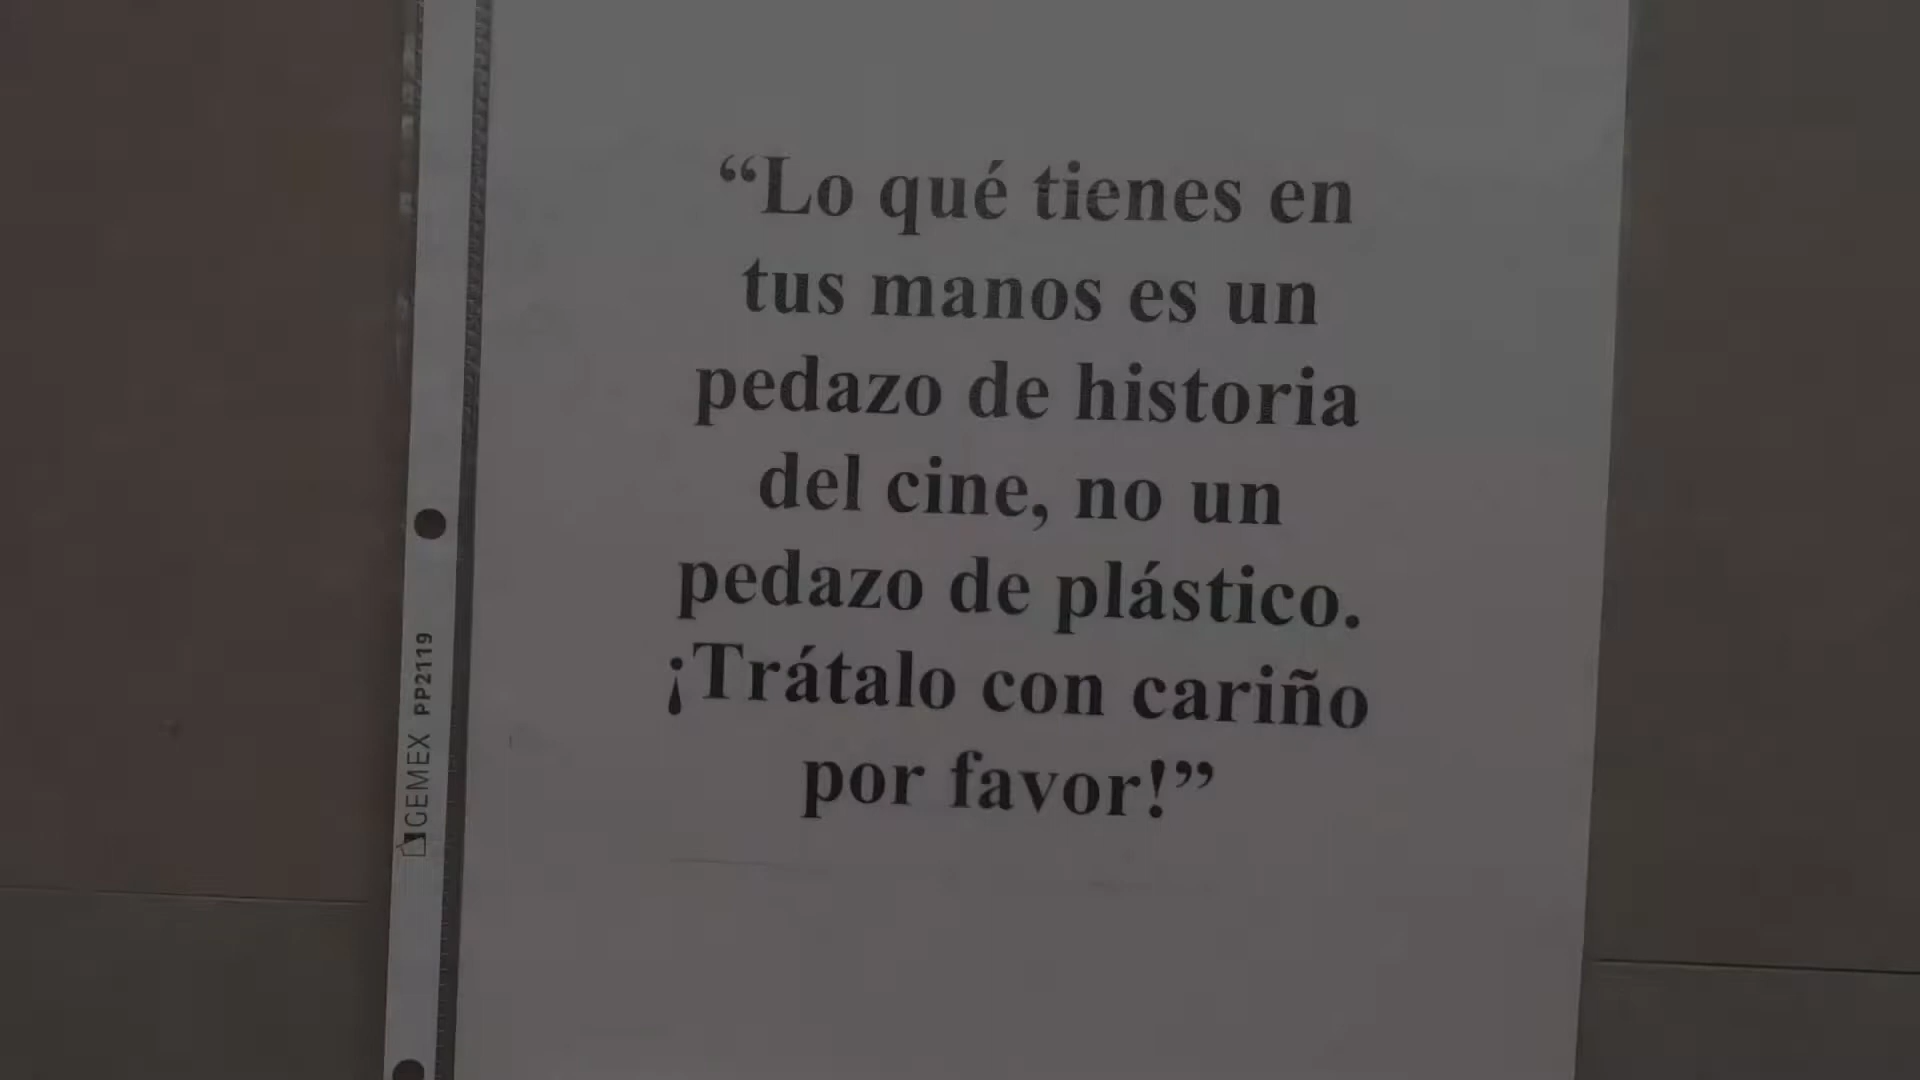 “Lo qué tienes en
tus manos es un
pedazo de historia
del cine, no un
pedazo de plástico.
¡Trátalo con cariño
por favor!”
GEMEX PP2119